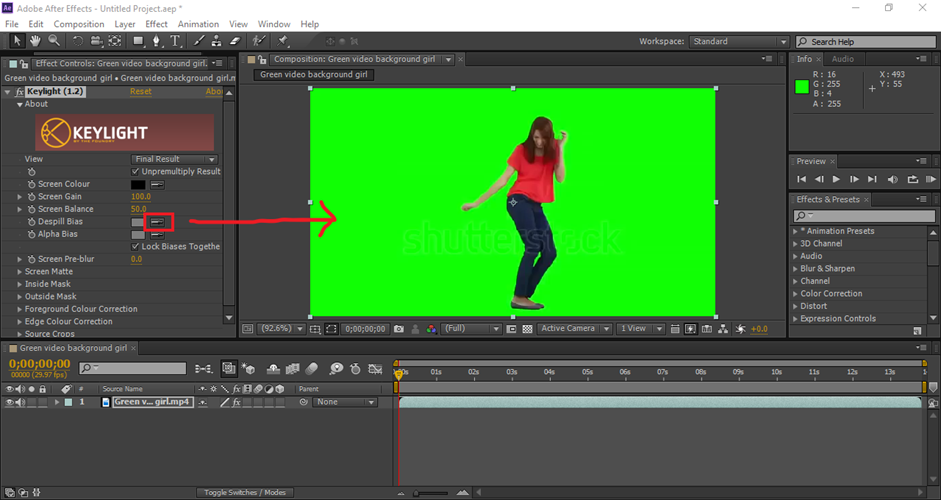 Adobe After Effects - Untitled Project.aep *
File Edit Composition Layer Effect Animation View Window Help
Workspace: Standard Search Help
Effect Controls: Green video background girl.
Composition: Green video background girl
Info × Audio
Green video background girl • Green video background girl.m
Green video background girl
Keylight (1.2) Reset Abou
About
KEYLIGHT
BY THE FOUNDRY
View Final Result
Unpremultiply Result
Screen Colour
Screen Gain 100.0
Screen Balance 50.0
Despill Bias
Alpha Bias
Lock Biases Togethe
Screen Pre-blur 0.0
Screen Matte
Inside Mask
Outside Mask
Foreground Colour Correction
Edge Colour Correction
Source Crops
shutterstock
(92.6%) 0;00;00;00 (Full) Active Camera 1 View +0.0
R : 16 X : 493
G : 255 Y : 55
B : 4
A : 255
Preview ×
Effects & Presets ×
* Animation Presets
3D Channel
Audio
Blur & Sharpen
Channel
Color Correction
Distort
Expression Controls
Green video background girl ×
0;00;00;00
00000 (29.97 fps)
# Source Name Parent
1 Green v... girl.mp4 None
:00s 01s 02s 03s 04s 05s 06s 07s 08s 09s 10s 11s 12s 13s
Toggle Switches / Modes